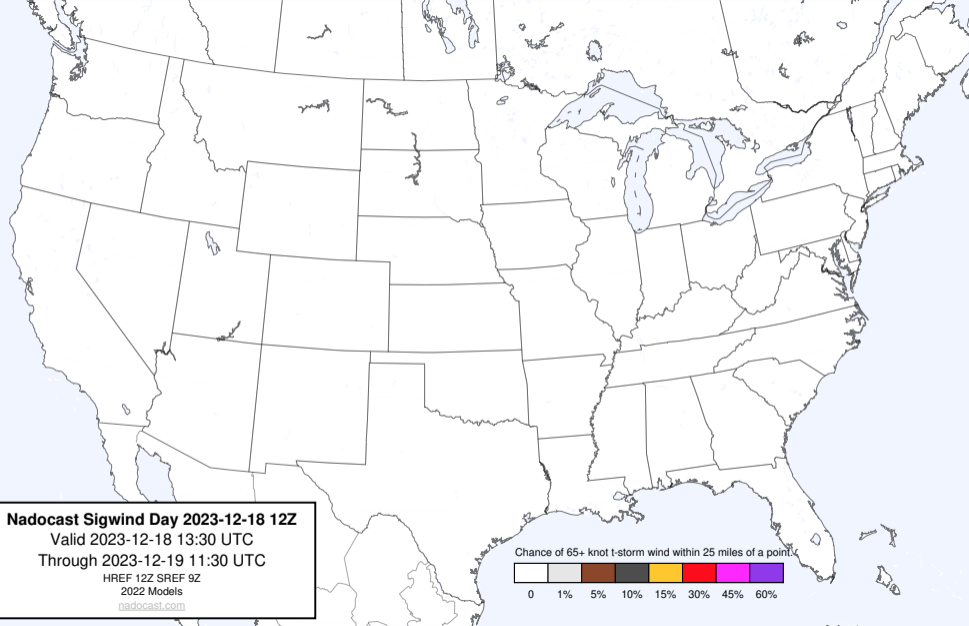 Nadocast Sigwind Day 2023-12-18 12Z
Valid 2023-12-18 13:30 UTC
Through 2023-12-19 11:30 UTC
HREF 12Z SREF 9Z
2022 Models
nadocast.com
Chance of 65+ knot t-storm wind within 25 miles of a point.
0 1% 5% 10% 15% 30% 45% 60%